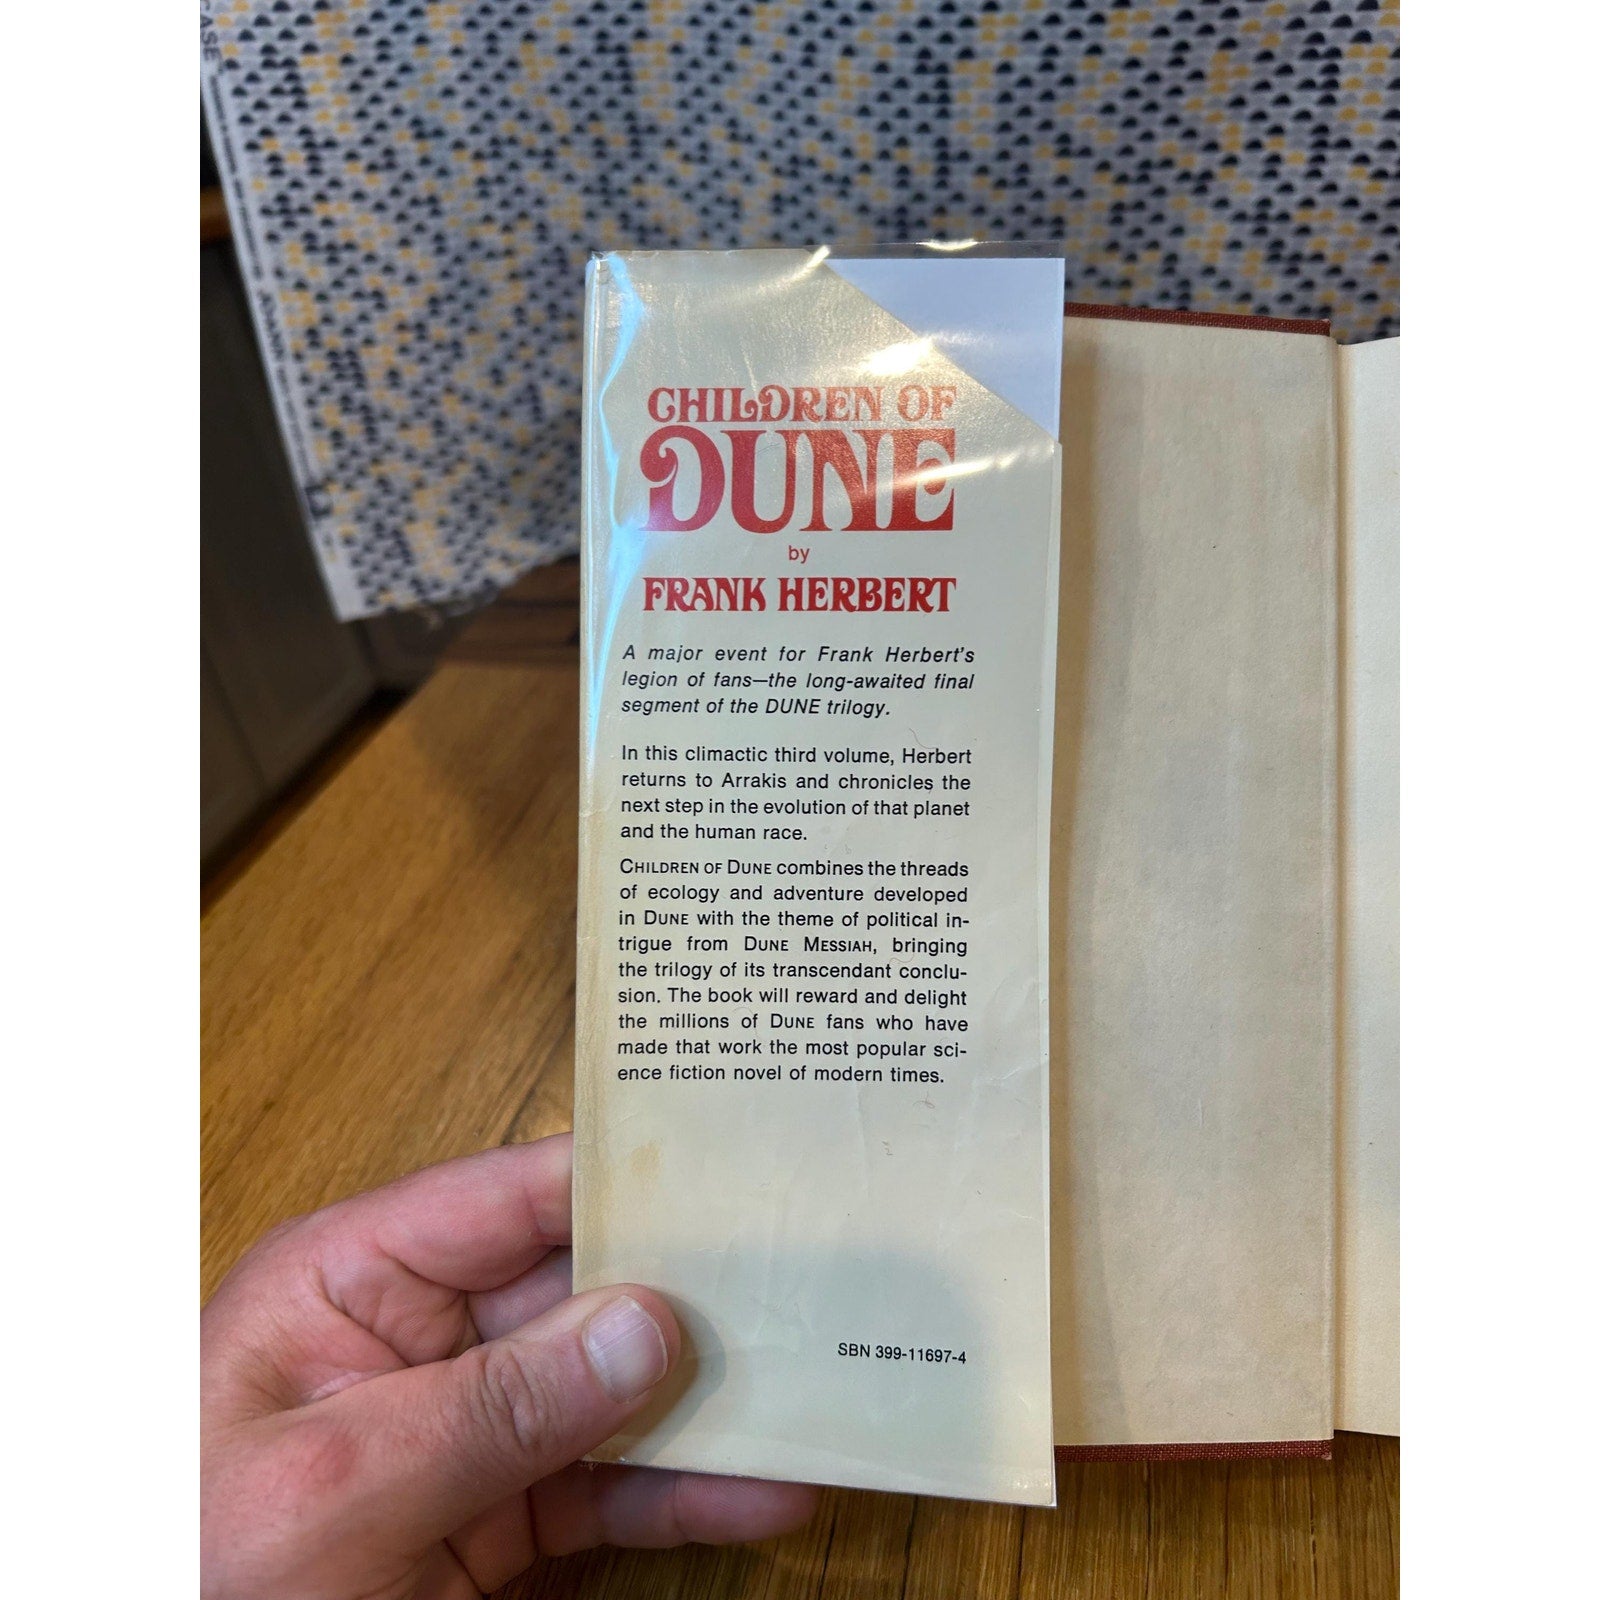 CHILDREN OF
DUNE
by
FRANK HERBERT
A major event for Frank Herbert's
legion of fans—the long-awaited final
segment of the DUNE trilogy.
In this climactic third volume, Herbert
returns to Arrakis and chronicles the
next step in the evolution of that planet
and the human race.
CHILDREN OF DUNE combines the threads
of ecology and adventure developed
in DUNE with the theme of political in-
trigue from DUNE MESSIAH, bringing
the trilogy of its transcendant conclu-
sion. The book will reward and delight
the millions of DUNE fans who have
made that work the most popular sci-
ence fiction novel of modern times.
SBN 399-11697-4